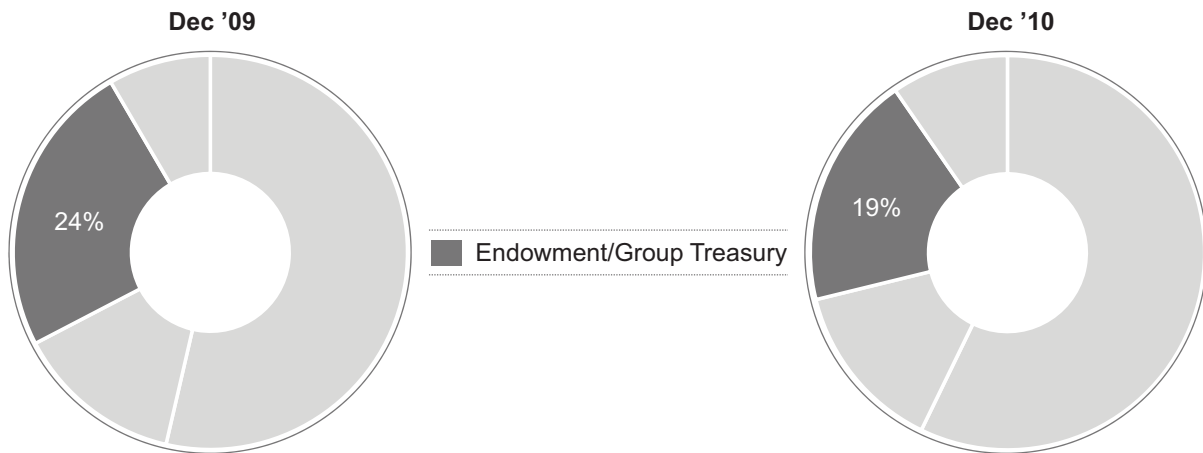 Dec ’09
Dec ’10
24%
19%
Endowment/Group Treasury